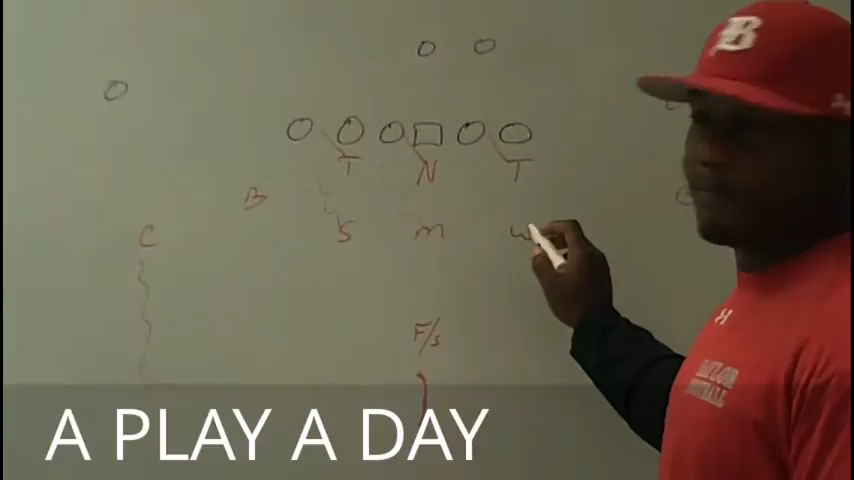 B
T N T
B
C S M W
F/s
A PLAY A DAY